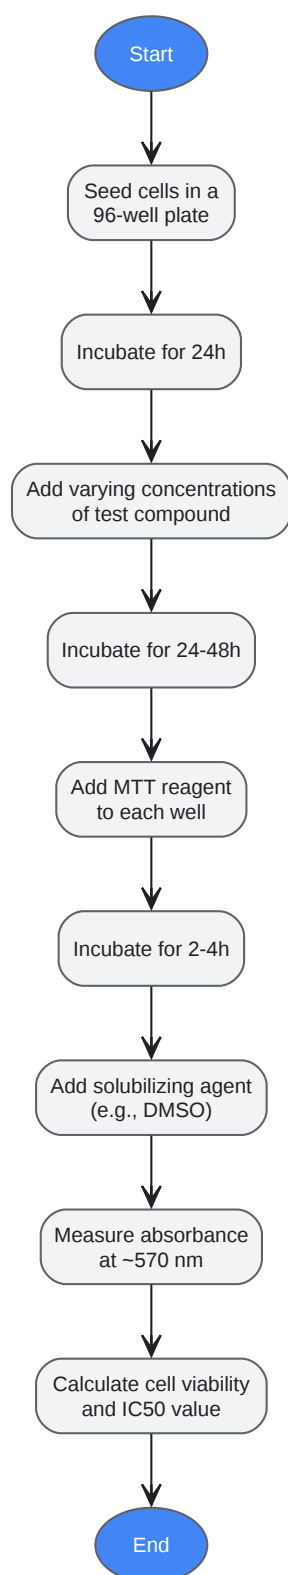 Start
Seed cells in a
96-well plate
Incubate for 24h
Add varying concentrations
of test compound
Incubate for 24-48h
Add MTT reagent
to each well
Incubate for 2-4h
Add solubilizing agent
(e.g., DMSO)
Measure absorbance
at ~570 nm
Calculate cell viability
and IC50 value
End